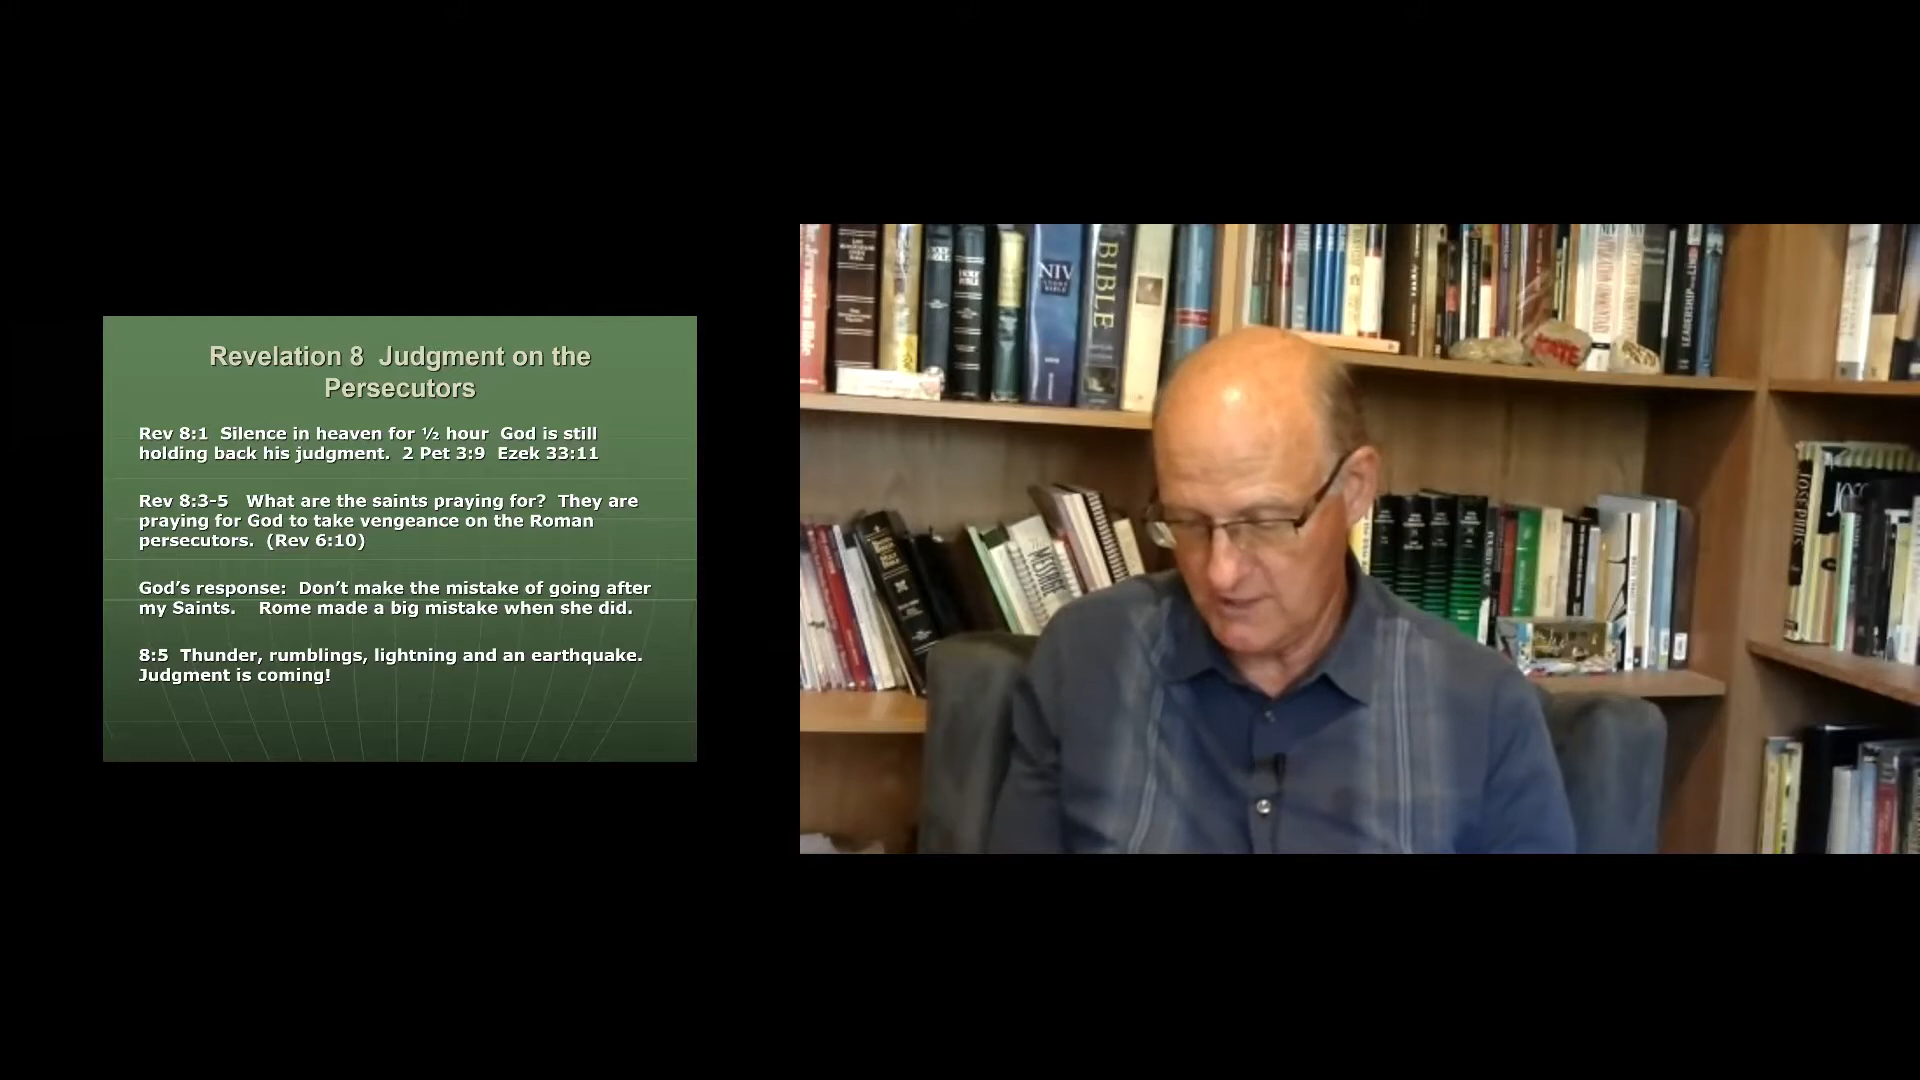 Revelation 8  Judgment on the
Persecutors
Rev 8:1  Silence in heaven for ½ hour  God is still
holding back his judgment.  2 Pet 3:9  Ezek 33:11
Rev 8:3-5   What are the saints praying for?  They are
praying for God to take vengeance on the Roman
persecutors.  (Rev 6:10)
God’s response:  Don’t make the mistake of going after
my Saints.    Rome made a big mistake when she did.
8:5  Thunder, rumblings, lightning and an earthquake.
Judgment is coming!
NIV
BIBLE
THE MESSAGE
LEADERSHIP
JOSEPHUS